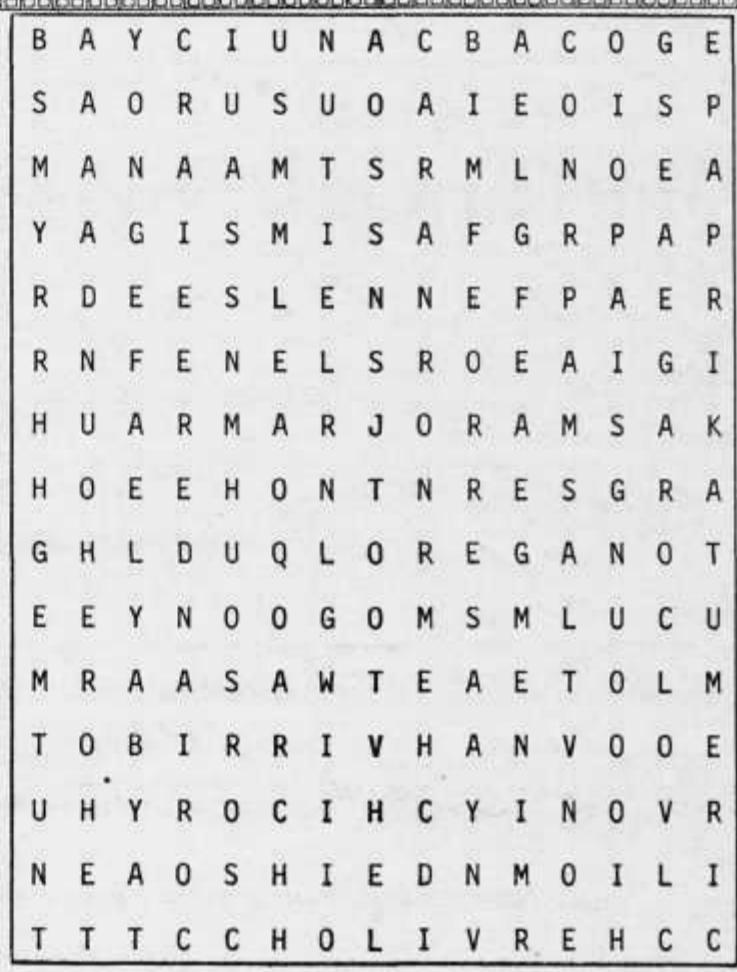 B A Y C I U N A C B A C O G E
S A O R U S U O A I E O I S P
M A N A A M T S R M L N O E A
Y A G I S M I S A F G R P A P
R D E E S L E N N E F P A E R
R N F E N E L S R O E A I G I
H U A R M A R J O R A M S A K
H O E E H O N T N R E S G R A
G H L D U Q L O R E G A N O T
E E Y N O O G O M S M L U C U
M R A A S A W T E A E T O L M
T O B I R R I V H A N V O O E
U H Y R O C I H C Y I N O V R
N E A O S H I E D N M O I L I
T T T C C H O L I V R E H C C